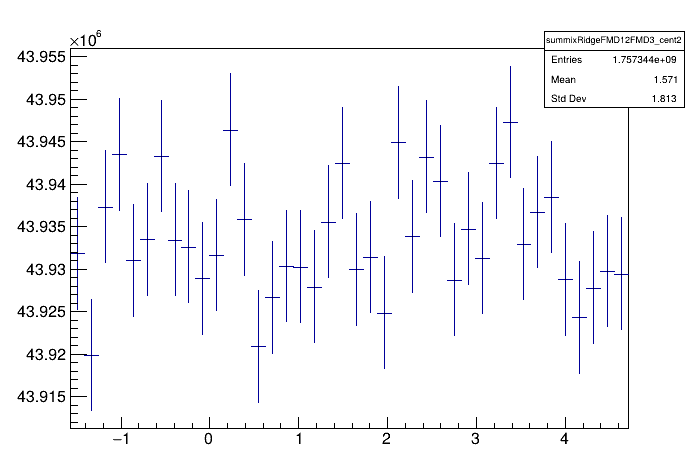 ×10⁶
summixRidgeFMD12FMD3_cent2
Entries 1.757344e+09
Mean 1.571
Std Dev 1.813
43.955
43.95
43.945
43.94
43.935
43.93
43.925
43.92
43.915
−1 0 1 2 3 4